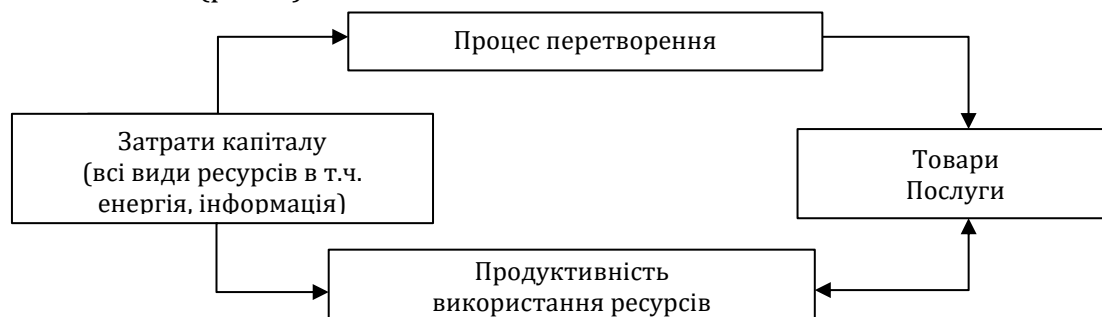 Процес перетворення
Затрати капіталу
(всі види ресурсів в т.ч.
енергія, інформація)
Товари
Послуги
Продуктивність
використання ресурсів